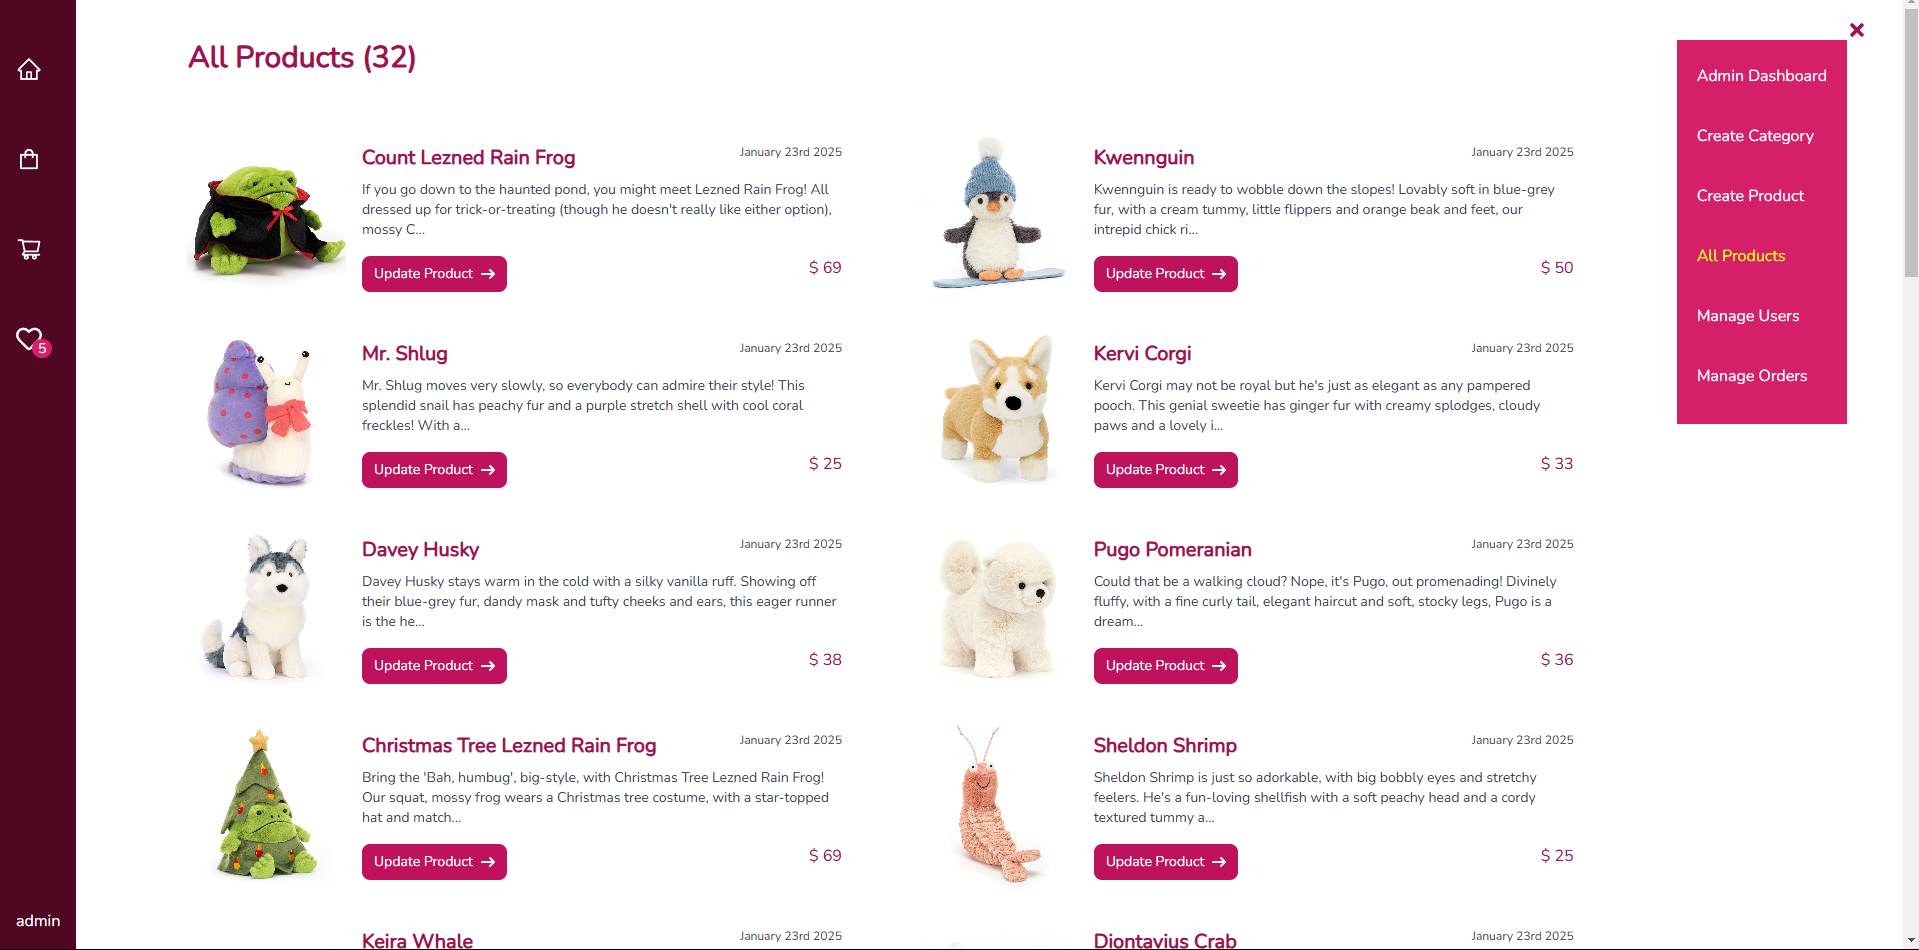 All Products (32)
Count Lezned Rain Frog
January 23rd 2025
If you go down to the haunted pond, you might meet Lezned Rain Frog! All
dressed up for trick-or-treating (though he doesn't really like either option),
mossy C...
Update Product
$ 69
Kwennguin
January 23rd 2025
Kwennguin is ready to wobble down the slopes! Lovably soft in blue-grey
fur, with a cream tummy, little flippers and orange beak and feet, our
intrepid chick ri...
Update Product
$ 50
Mr. Shlug
January 23rd 2025
Mr. Shlug moves very slowly, so everybody can admire their style! This
splendid snail has peachy fur and a purple stretch shell with cool coral
freckles! With a...
Update Product
$ 25
Kervi Corgi
January 23rd 2025
Kervi Corgi may not be royal but he's just as elegant as any pampered
pooch. This genial sweetie has ginger fur with creamy splodges, cloudy
paws and a lovely i...
Update Product
$ 33
Davey Husky
January 23rd 2025
Davey Husky stays warm in the cold with a silky vanilla ruff. Showing off
their blue-grey fur, dandy mask and tufty cheeks and ears, this eager runner
is the he...
Update Product
$ 38
Pugo Pomeranian
January 23rd 2025
Could that be a walking cloud? Nope, it's Pugo, out promenading! Divinely
fluffy, with a fine curly tail, elegant haircut and soft, stocky legs, Pugo is a
dream...
Update Product
$ 36
Christmas Tree Lezned Rain Frog
January 23rd 2025
Bring the 'Bah, humbug', big-style, with Christmas Tree Lezned Rain Frog!
Our squat, mossy frog wears a Christmas tree costume, with a star-topped
hat and match...
Update Product
$ 69
Sheldon Shrimp
January 23rd 2025
Sheldon Shrimp is just so adorkable, with big bobbly eyes and stretchy
feelers. He's a fun-loving shellfish with a soft peachy head and a cordy
textured tummy a...
Update Product
$ 25
Keira Whale
January 23rd 2025
Diontavius Crab
January 23rd 2025
Admin Dashboard
Create Category
Create Product
All Products
Manage Users
Manage Orders
5
admin